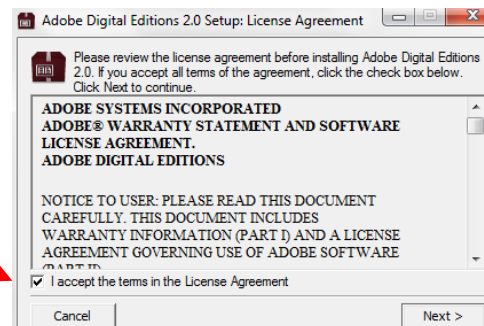 Adobe Digital Editions 2.0 Setup: License Agreement
Please review the license agreement before installing Adobe Digital Editions
2.0. If you accept all terms of the agreement, click the check box below.
Click Next to continue.
ADOBE SYSTEMS INCORPORATED
ADOBE® WARRANTY STATEMENT AND SOFTWARE
LICENSE AGREEMENT.
ADOBE DIGITAL EDITIONS
NOTICE TO USER: PLEASE READ THIS DOCUMENT
CAREFULLY. THIS DOCUMENT INCLUDES
WARRANTY INFORMATION (PART I) AND A LICENSE
AGREEMENT GOVERNING USE OF ADOBE SOFTWARE
(PART II)
I accept the terms in the License Agreement
Cancel
Next >